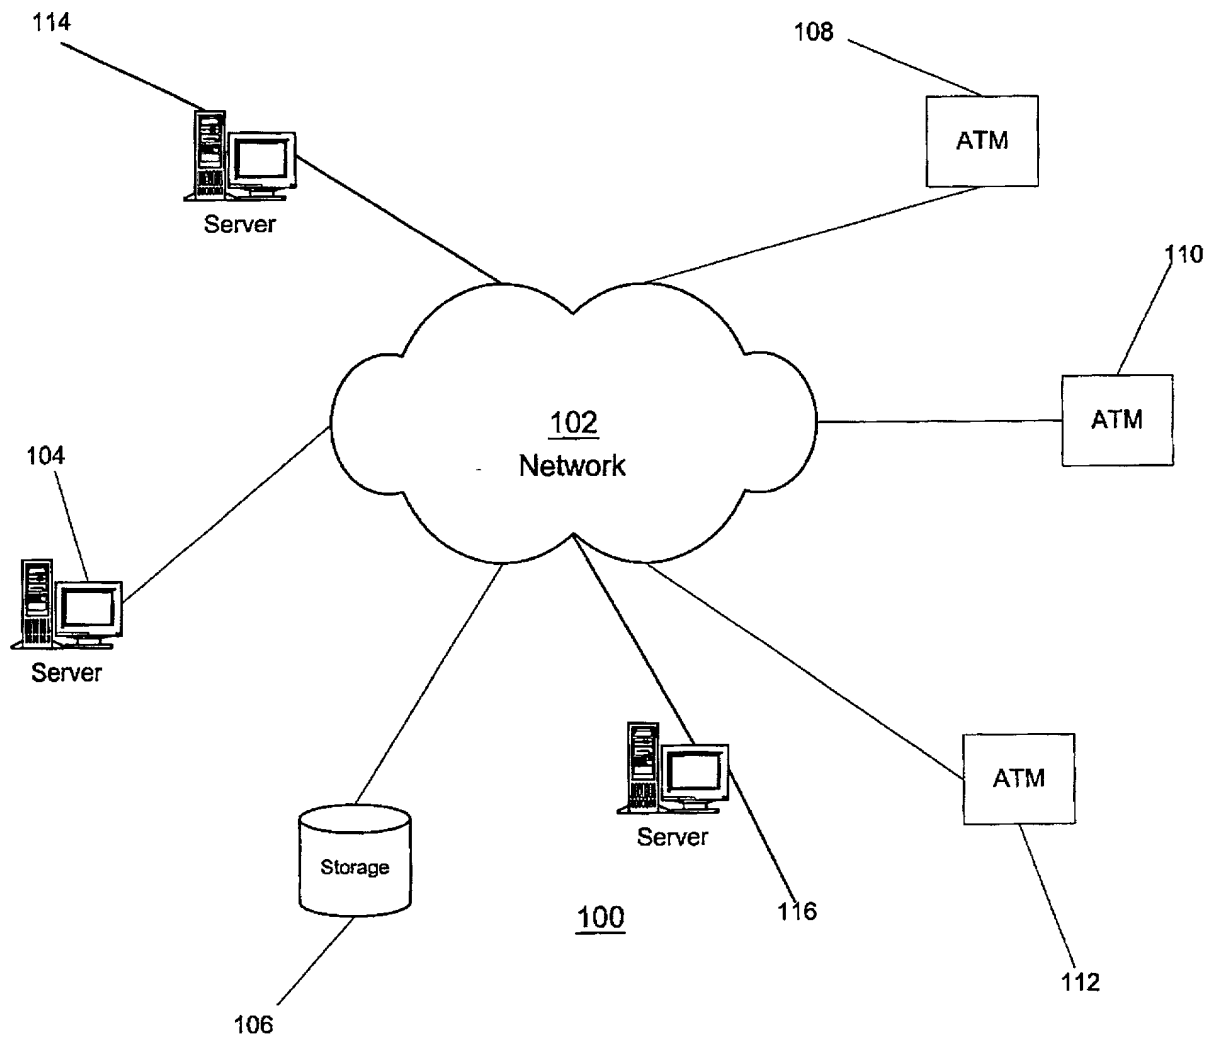 114
108
ATM
Server
110
102
Network
ATM
104
Server
ATM
Server
Storage
100
116
112
106